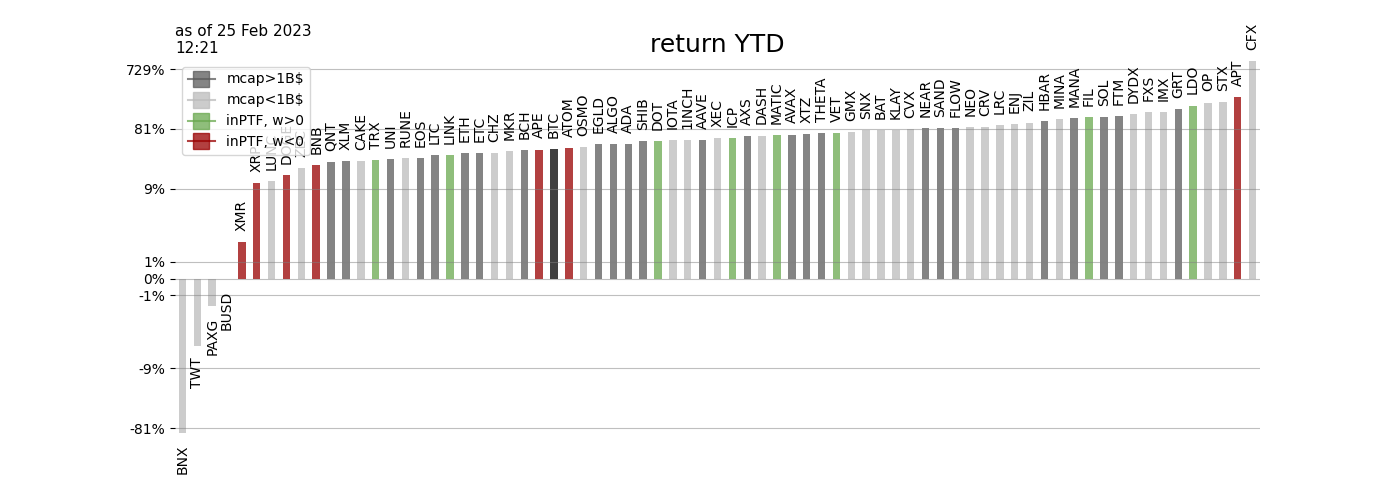 as of 25 Feb 2023
12:21
return YTD
mcap>1B$
mcap<1B$
inPTF, w>0
inPTF, w<0
729%
81%
9%
1%
0%
-1%
-9%
-81%
BNX
TWT
PAXG
BUSD
XMR
XRP
BNB
QNT
XLM
CAKE
TRX
UNI
RUNE
EOS
LTC
LINK
ETH
ETC
CHZ
MKR
BCH
APE
BTC
ATOM
OSMO
EGLD
ALGO
ADA
SHIB
DOT
IOTA
1INCH
AAVE
XEC
ICP
AXS
DASH
MATIC
AVAX
XTZ
THETA
VET
GMX
SNX
BAT
KLAY
CVX
NEAR
SAND
FLOW
NEO
CRV
LRC
ENJ
ZIL
HBAR
MINA
MANA
FIL
SOL
FTM
DYDX
FXS
IMX
GRT
LDO
OP
STX
APT
CFX